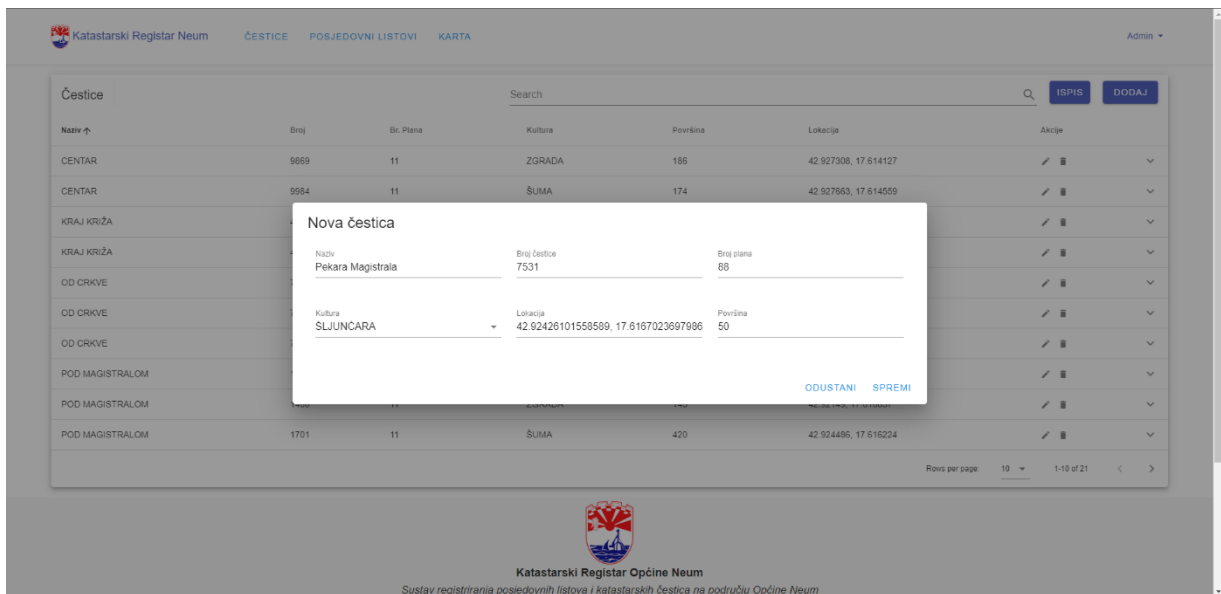 Katastarski Registar Neum ČESTICE POSJEDOVNI LISTOVI KARTA Admin
Čestice Search ISPIS DODAJ
Naziv Broj Br. Plana Kultura Površina Lokacija Akcije
CENTAR 9869 11 ZGRADA 186 42.927308, 17.614127
CENTAR 9984 11 ŠUMA 174 42.927663, 17.614559
KRAJ KRIŽA
KRAJ KRIŽA
OD CRKVE
OD CRKVE
OD CRKVE
POD MAGISTRALOM
POD MAGISTRALOM
POD MAGISTRALOM 1701 11 ŠUMA 420 42.924486, 17.616224
Nova čestica
Naziv Broj čestice Broj plana
Pekara Magistrala 7531 88
Kultura Lokacija Površina
ŠLJUNČARA 42.92426101558589, 17.6167023697986 50
ODUSTANI SPREMI
Rows per page: 10 1-10 of 21
Katastarski Registar Općine Neum
Sustav registriranja posjedovnih listova i katastarskih čestica na području Općine Neum